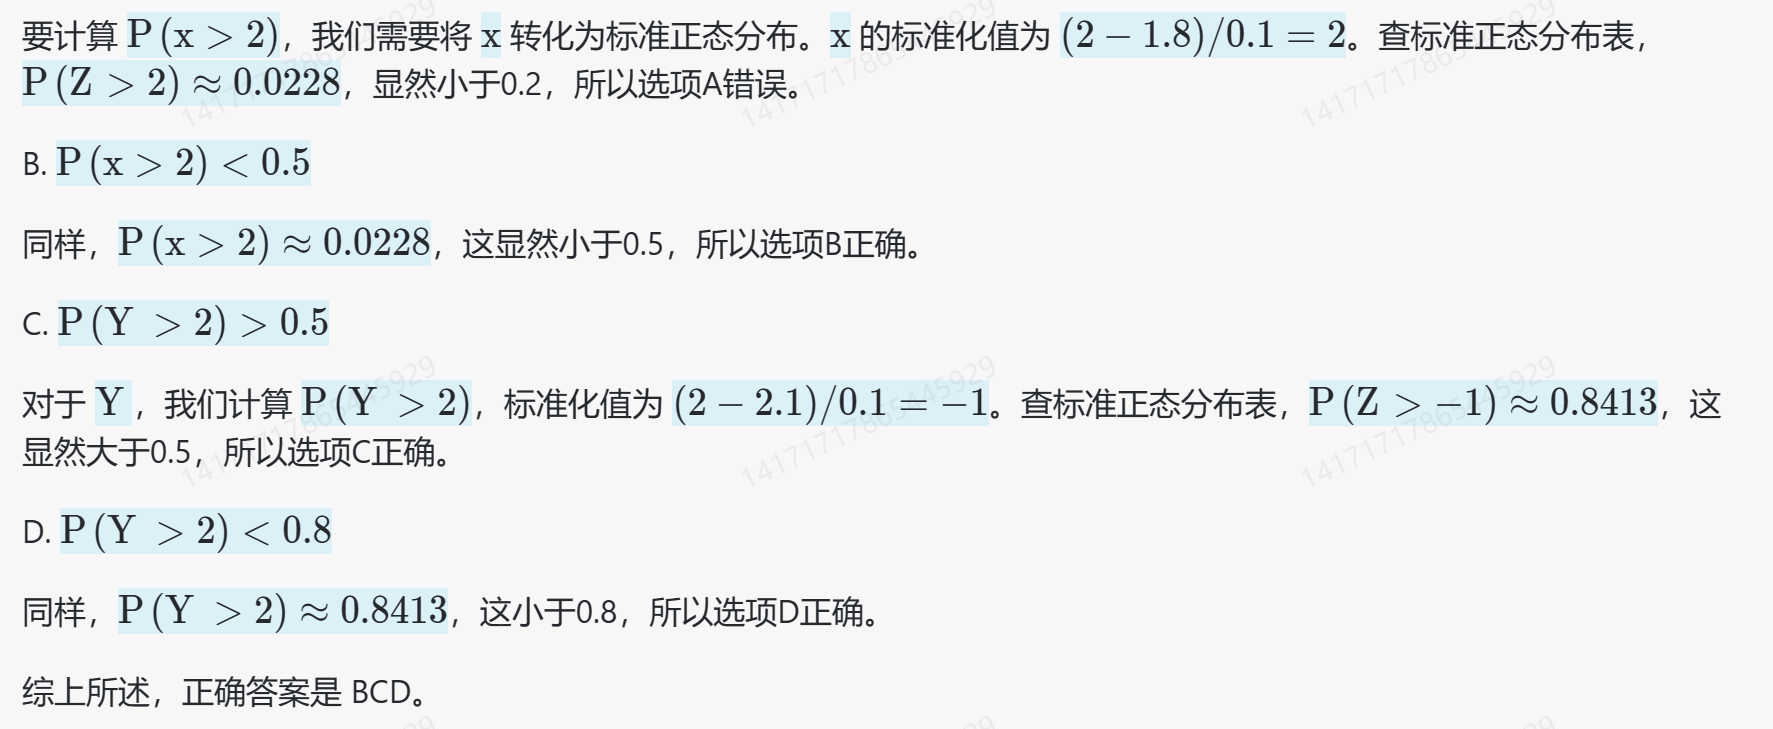 要计算 P(x > 2)，我们需要将 x 转化为标准正态分布。x 的标准化值为 (2 − 1.8)/0.1 = 2。查标准正态分布表，
P(Z > 2) ≈ 0.0228，显然小于0.2，所以选项A错误。
B. P(x > 2) < 0.5
同样，P(x > 2) ≈ 0.0228，这显然小于0.5，所以选项B正确。
C. P(Y > 2) > 0.5
对于 Y，我们计算 P(Y > 2)，标准化值为 (2 − 2.1)/0.1 = −1。查标准正态分布表，P(Z > −1) ≈ 0.8413，这
显然大于0.5，所以选项C正确。
D. P(Y > 2) < 0.8
同样，P(Y > 2) ≈ 0.8413，这小于0.8，所以选项D正确。
综上所述，正确答案是 BCD。